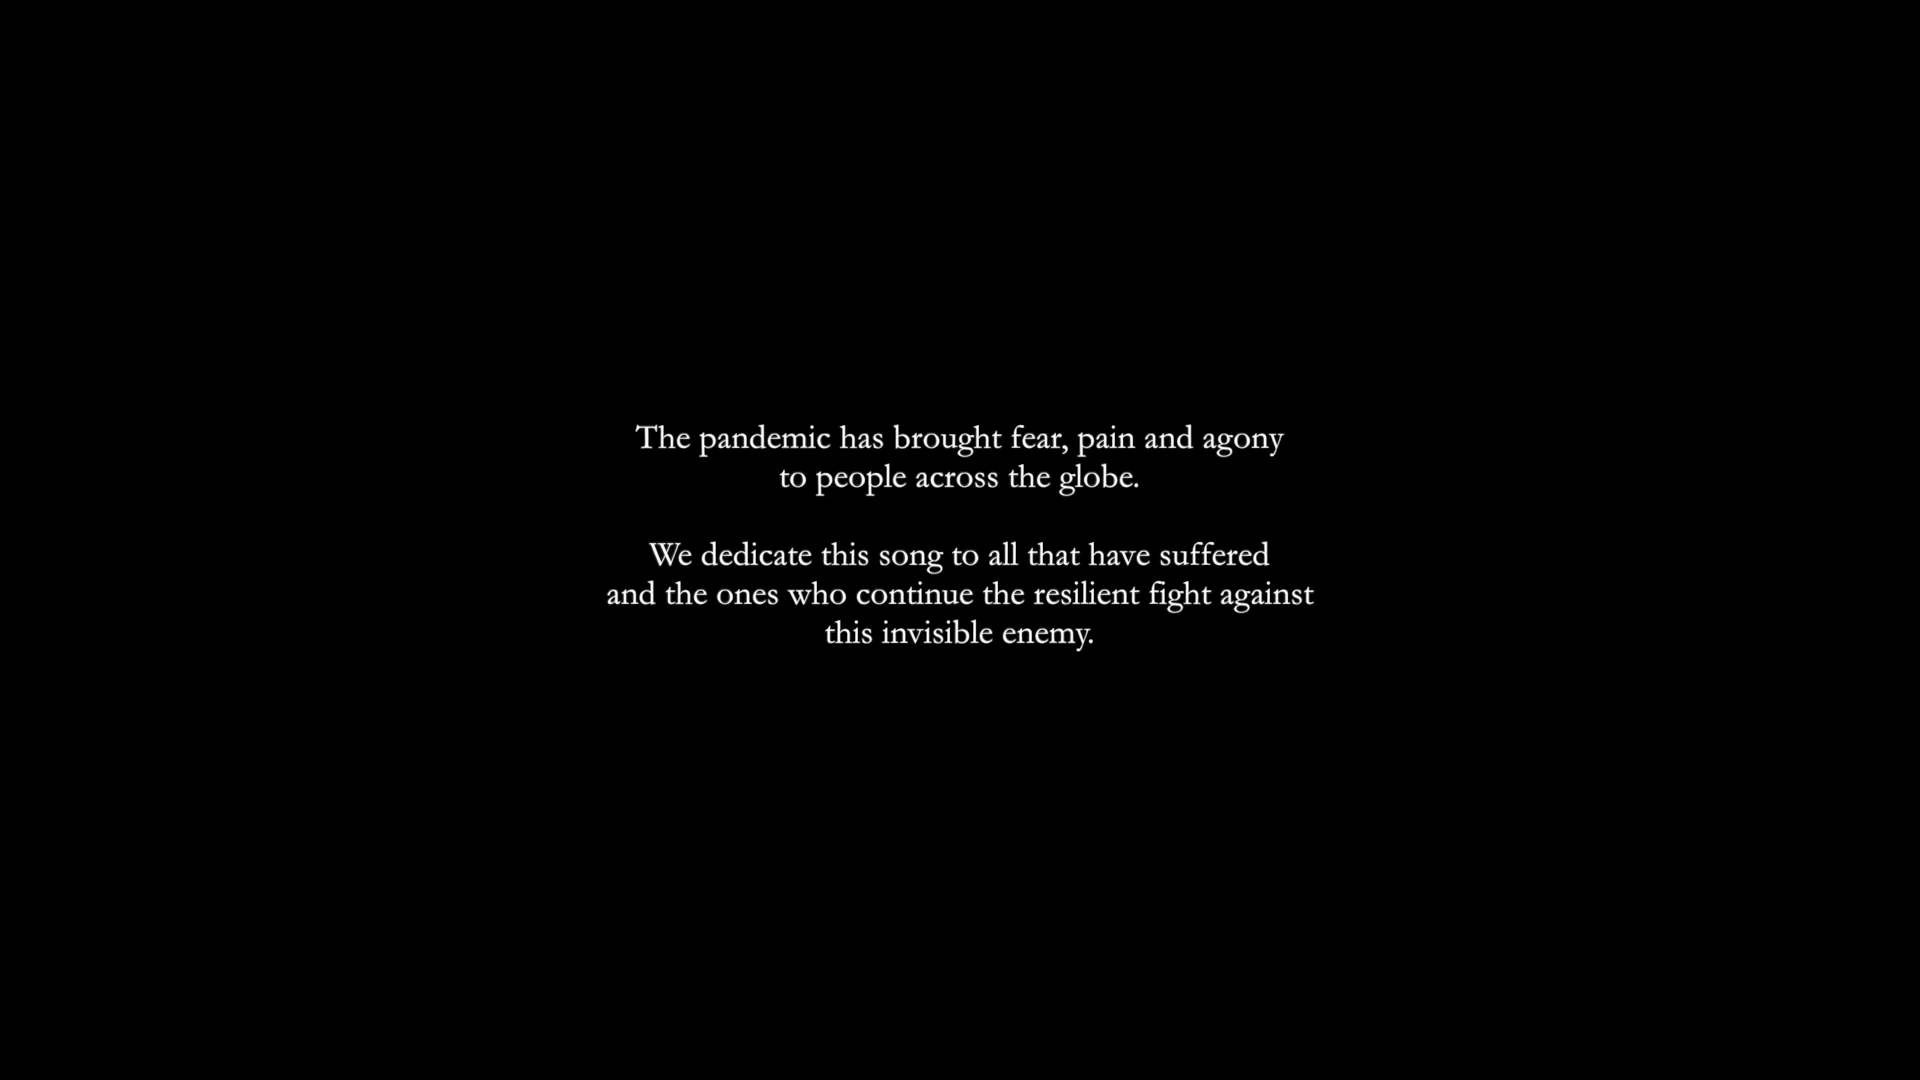 The pandemic has brought fear, pain and agony
to people across the globe.
We dedicate this song to all that have suffered
and the ones who continue the resilient fight against
this invisible enemy.